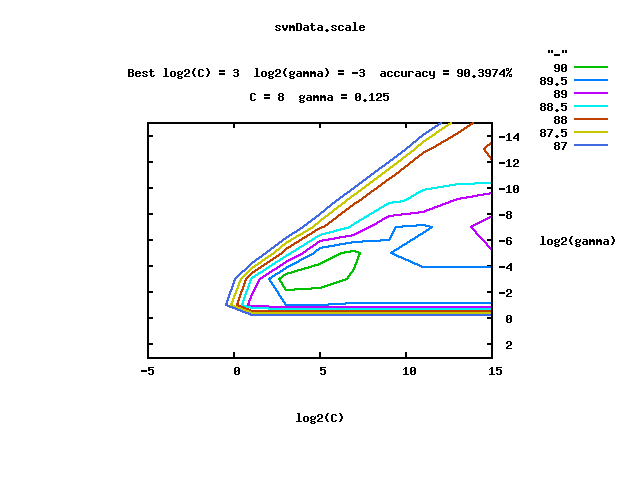 svmData.scale
Best log2(C) = 3  log2(gamma) = -3  accuracy = 90.3974%
C = 8  gamma = 0.125
"_"
90
89.5
89
88.5
88
87.5
87
-14
-12
-10
-8
-6
-4
-2
0
2
log2(gamma)
-5 0 5 10 15
log2(C)